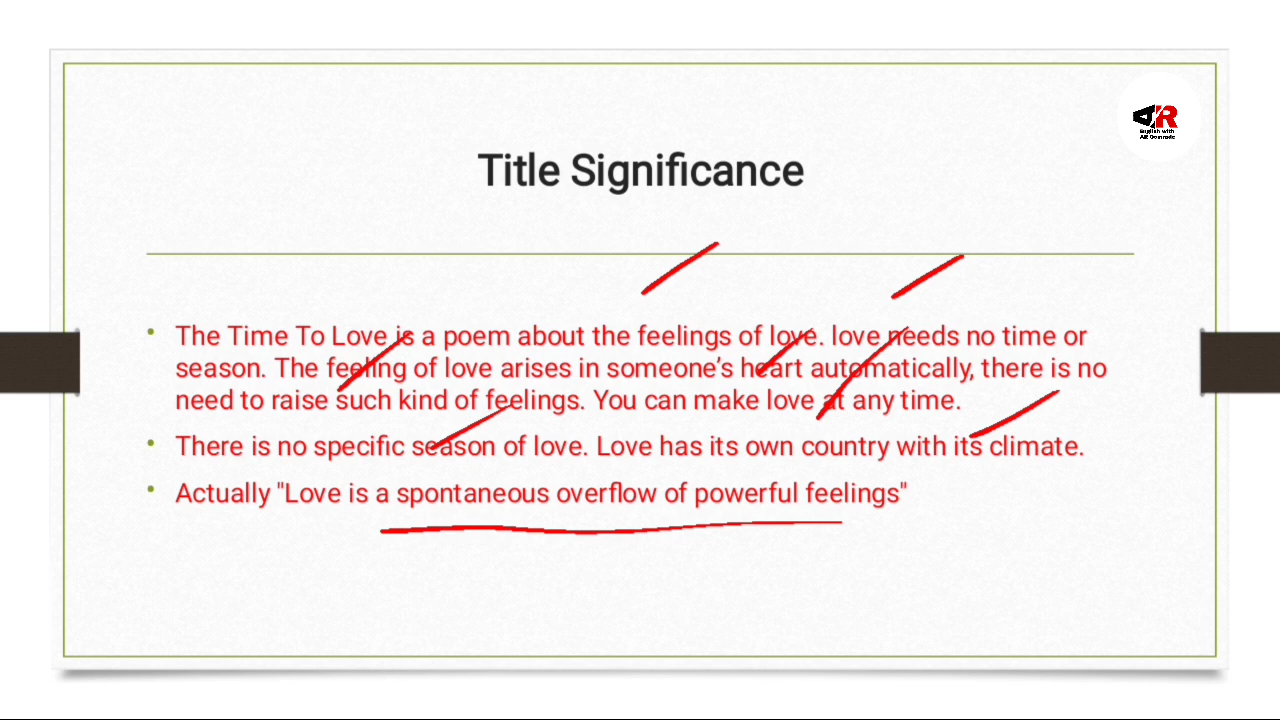 Title Significance
The Time To Love is a poem about the feelings of love. love needs no time or
season. The feeling of love arises in someone's heart automatically, there is no
need to raise such kind of feelings. You can make love at any time.
There is no specific season of love. Love has its own country with its climate.
Actually "Love is a spontaneous overflow of powerful feelings"
AR
English with